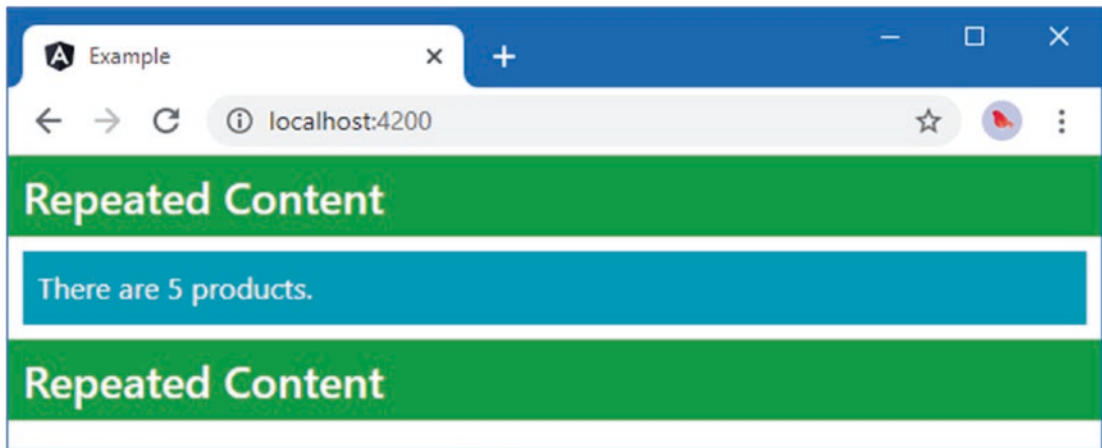 Example
localhost:4200
Repeated Content
There are 5 products.
Repeated Content